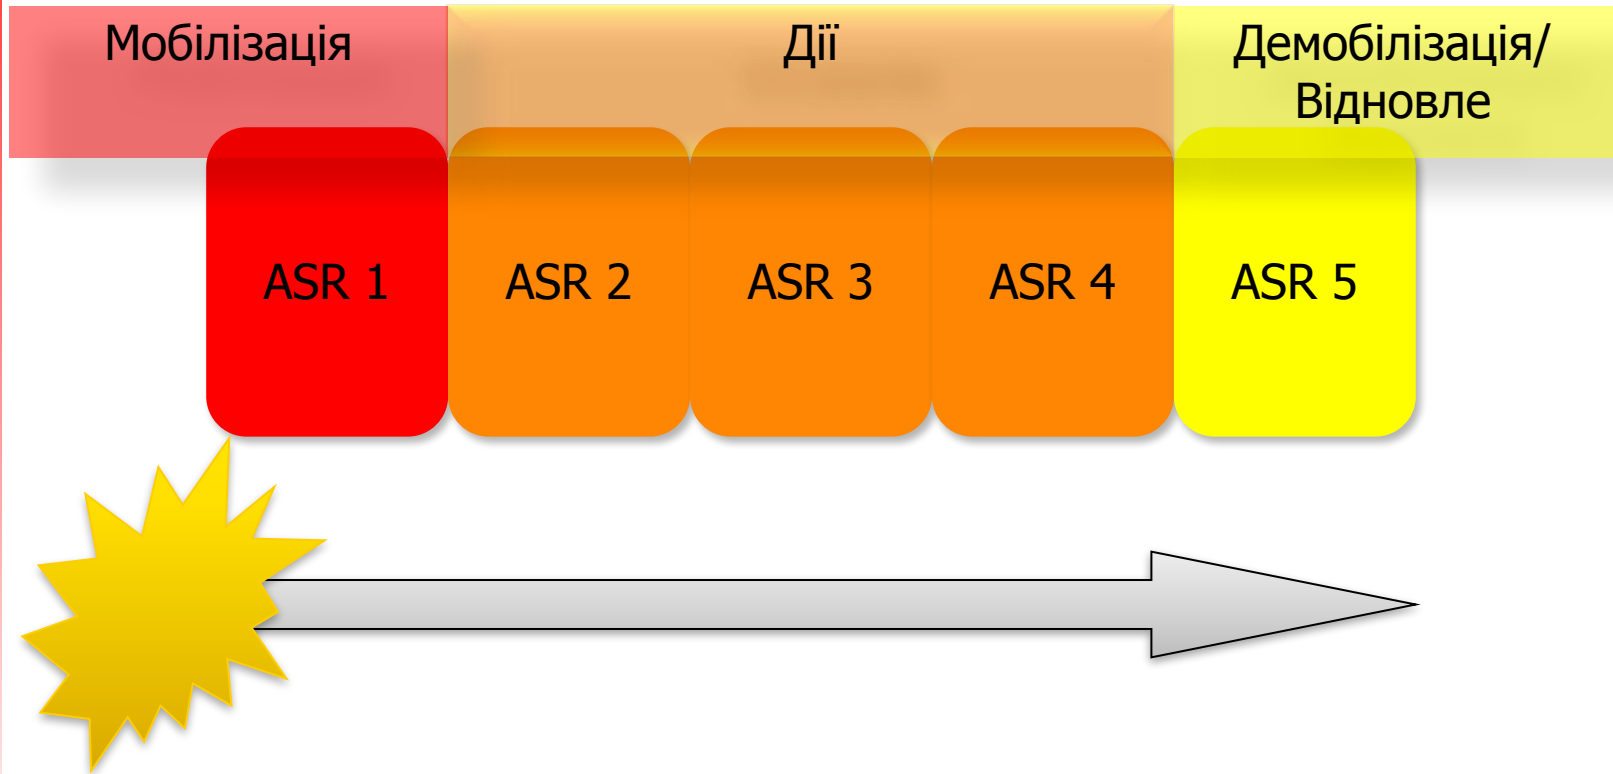 Мобілізація
Дії
Демобілізація/
Відновле
ASR 1
ASR 2
ASR 3
ASR 4
ASR 5